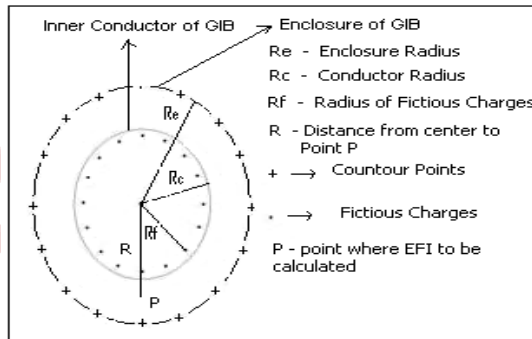 Inner Conductor of GIB
Enclosure of GIB
Re - Enclosure Radius
Rc - Conductor Radius
Rf - Radius of Fictious Charges
R - Distance from center to
Point P
+ → Countour Points
. → Fictious Charges
P - point where EFI to be
calculated
Re
Rc
Rf
R
P